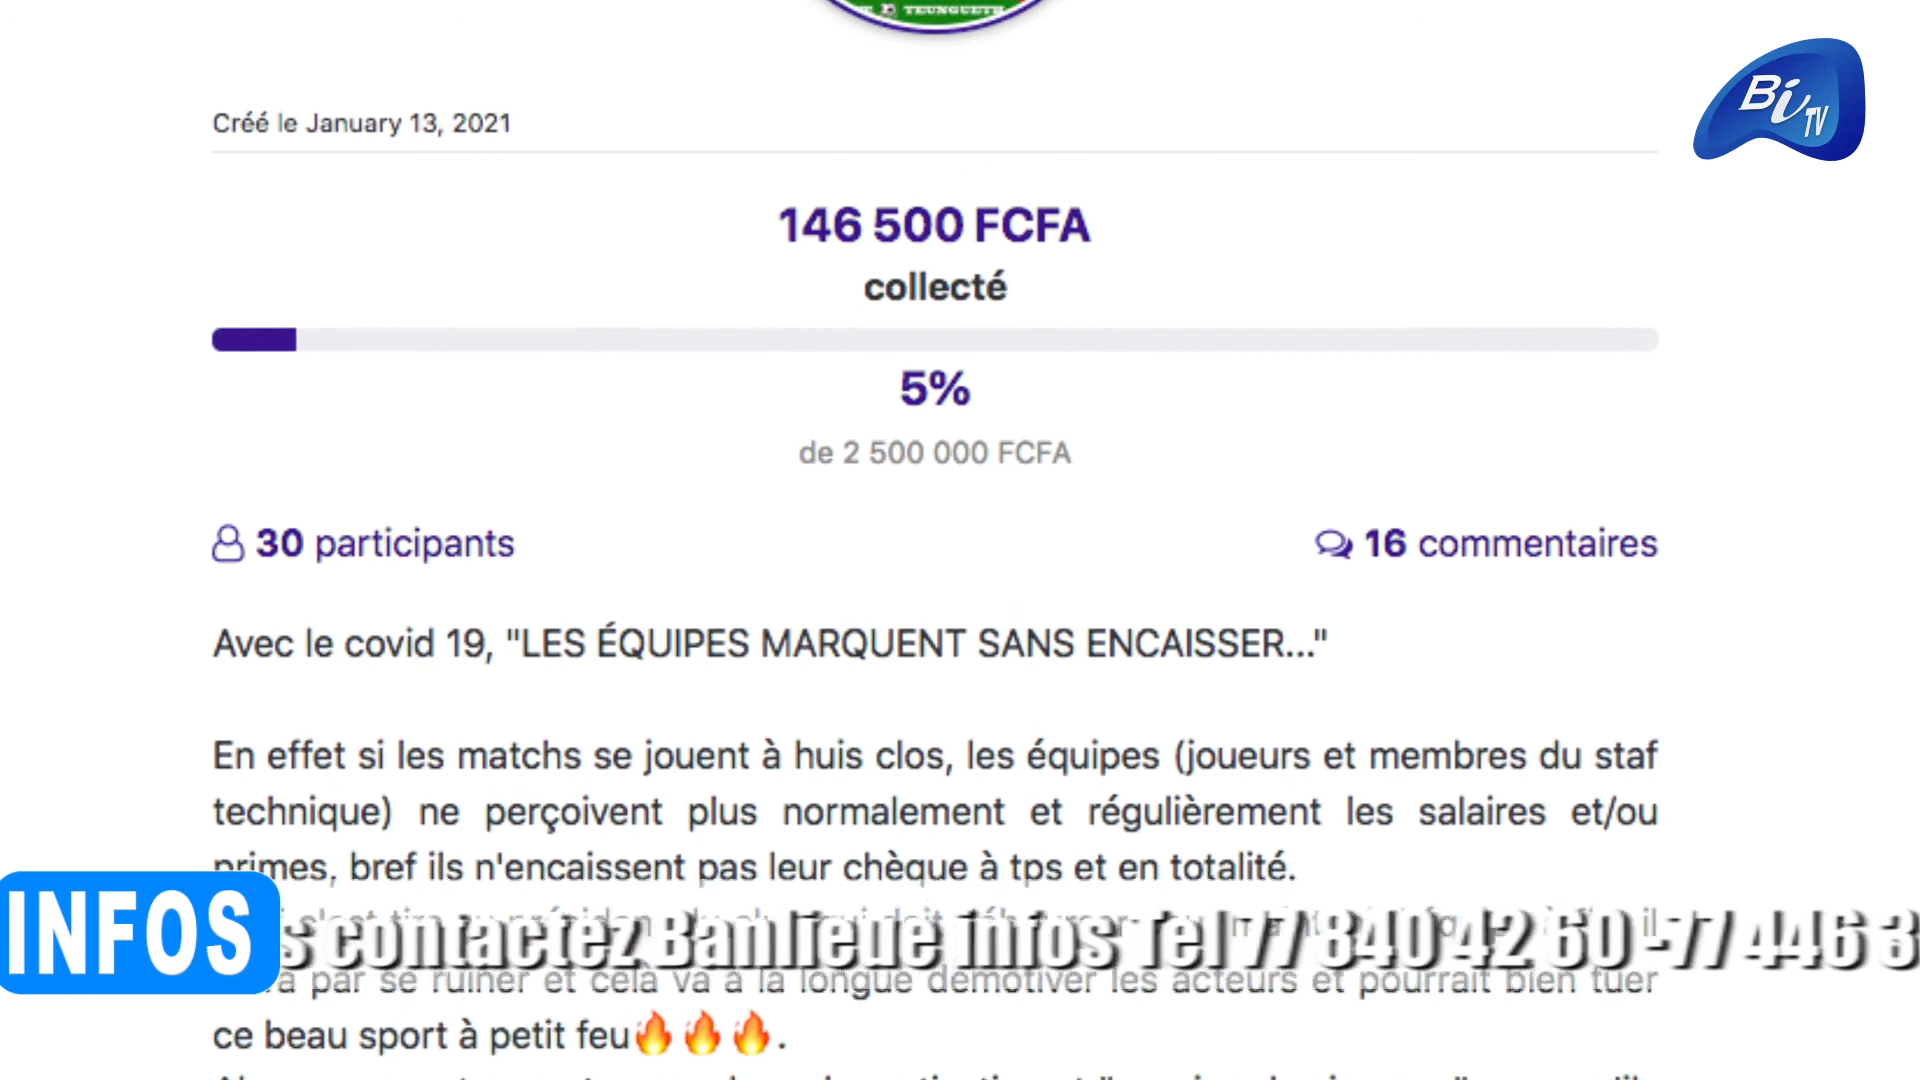 TEUNGUETH
Bi TV
Créé le January 13, 2021
146 500 FCFA
collecté
5%
de 2 500 000 FCFA
30 participants
16 commentaires
Avec le covid 19, "LES ÉQUIPES MARQUENT SANS ENCAISSER..."
En effet si les matchs se jouent à huis clos, les équipes (joueurs et membres du staf
technique) ne perçoivent plus normalement et régulièrement les salaires et/ou
primes, bref ils n'encaissent pas leur chèque à tps et en totalité.
INFOS
s contactez Banlieue infos Tel 77 840 42 60 - 77 446 3
par se ruiner et cela va à la longue démotiver les acteurs et pourrait bien tuer
ce beau sport à petit feu🔥🔥🔥.